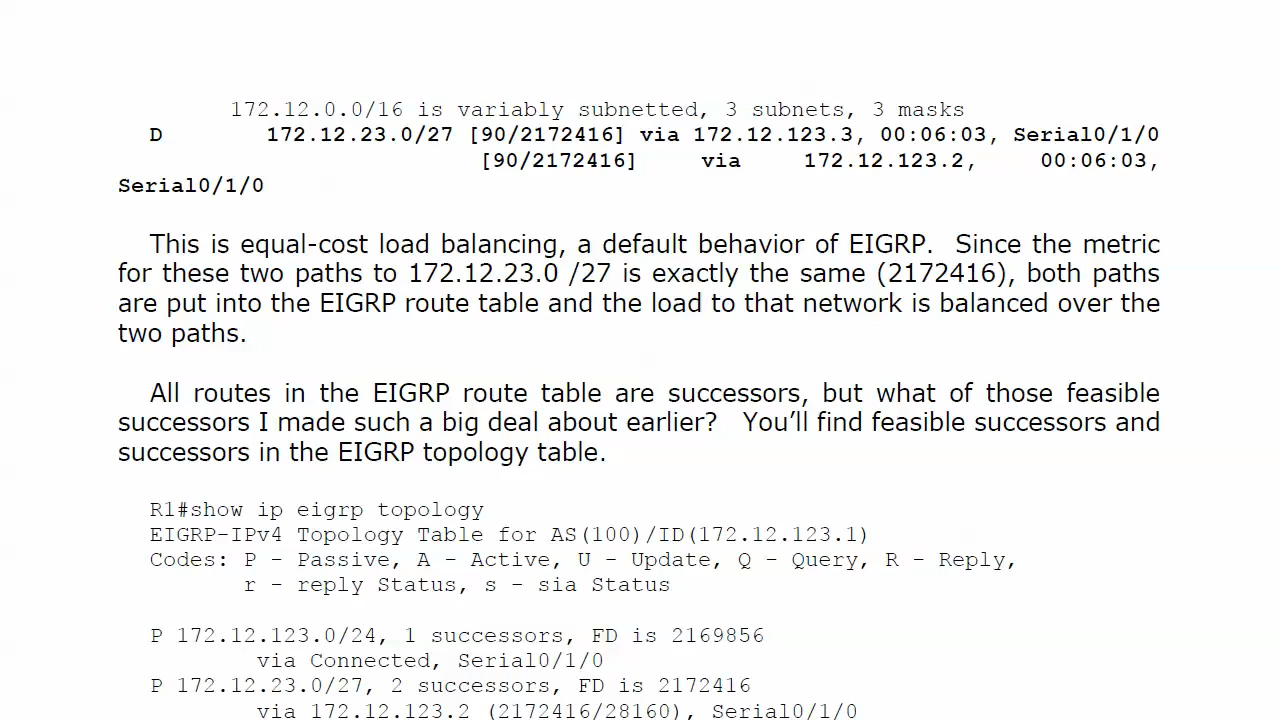 172.12.0.0/16 is variably subnetted, 3 subnets, 3 masks
D 172.12.23.0/27 [90/2172416] via 172.12.123.3, 00:06:03, Serial0/1/0
[90/2172416] via 172.12.123.2, 00:06:03,
Serial0/1/0
This is equal-cost load balancing, a default behavior of EIGRP. Since the metric
for these two paths to 172.12.23.0 /27 is exactly the same (2172416), both paths
are put into the EIGRP route table and the load to that network is balanced over the
two paths.
All routes in the EIGRP route table are successors, but what of those feasible
successors I made such a big deal about earlier? You’ll find feasible successors and
successors in the EIGRP topology table.
R1#show ip eigrp topology
EIGRP-IPv4 Topology Table for AS(100)/ID(172.12.123.1)
Codes: P - Passive, A - Active, U - Update, Q - Query, R - Reply,
r - reply Status, s - sia Status
P 172.12.123.0/24, 1 successors, FD is 2169856
via Connected, Serial0/1/0
P 172.12.23.0/27, 2 successors, FD is 2172416
via 172.12.123.2 (2172416/28160), Serial0/1/0